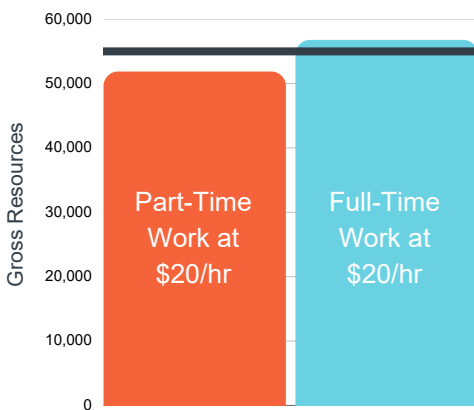 60,000
50,000
40,000
30,000
20,000
10,000
0
Gross Resources
Part-Time
Work at
$20/hr
Full-Time
Work at
$20/hr